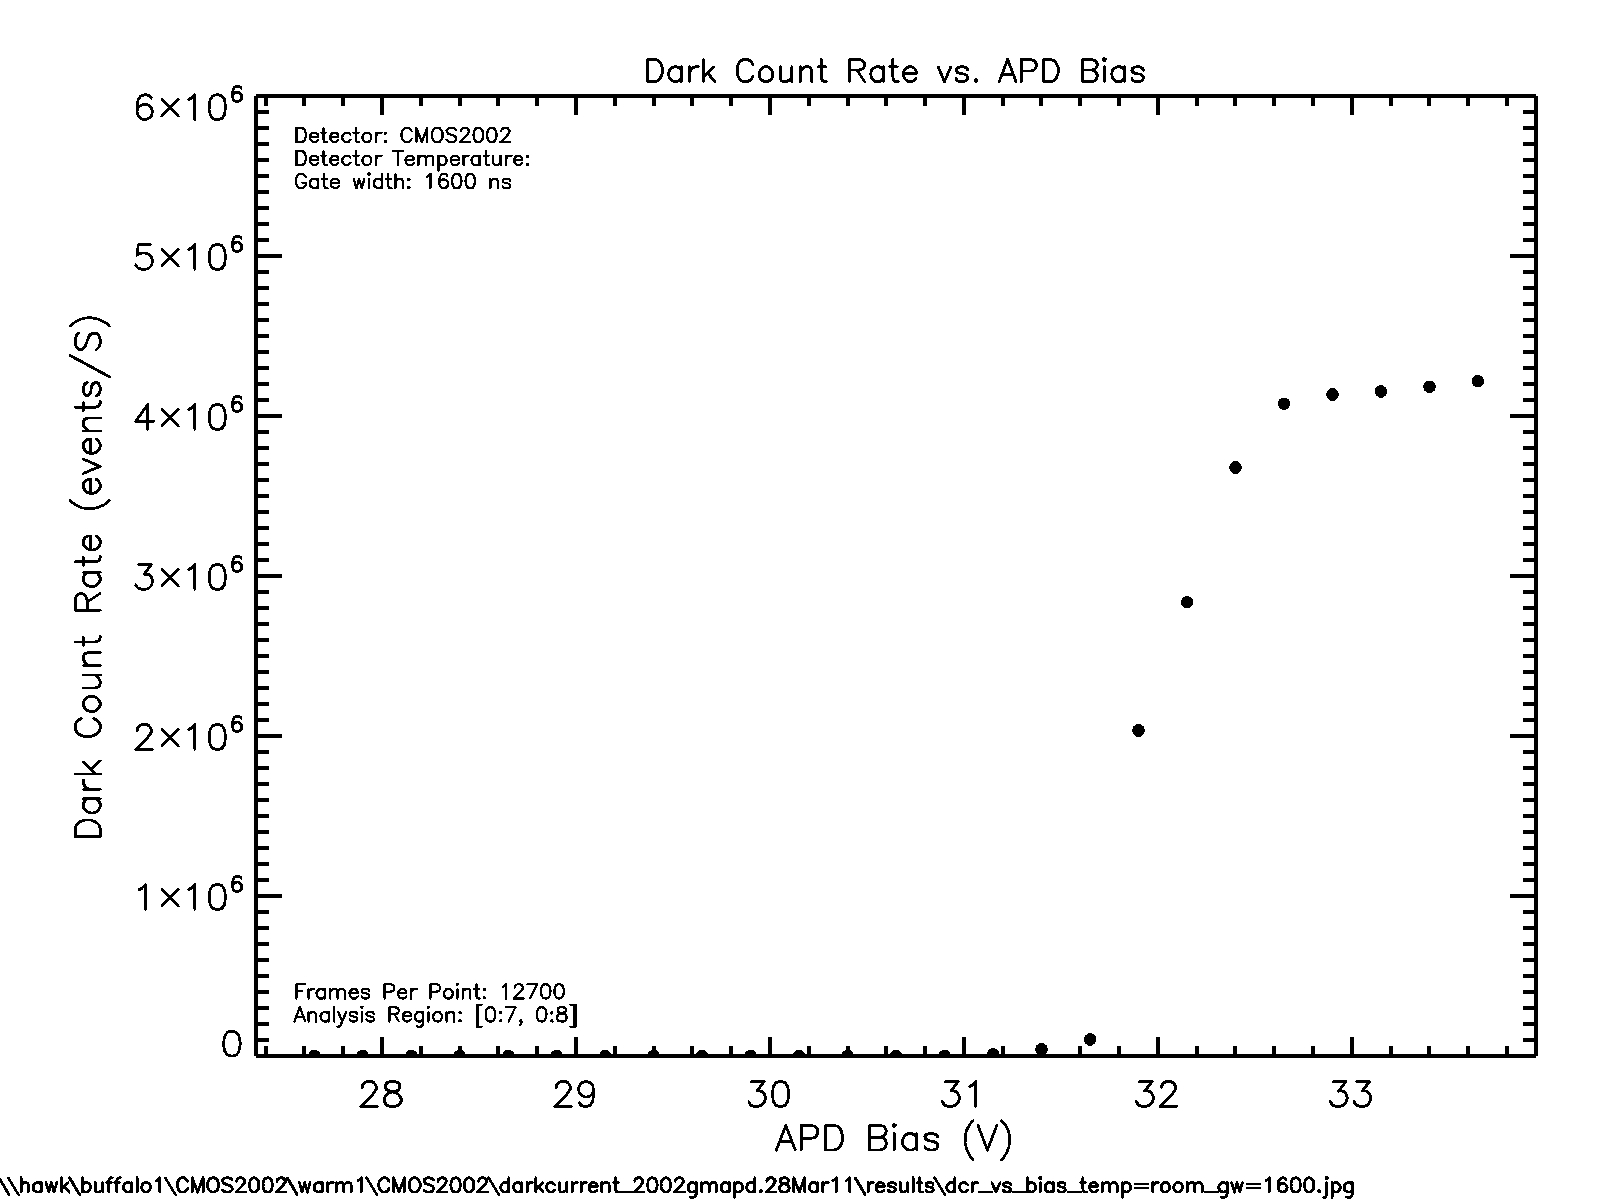 Dark Count Rate vs. APD Bias
6×10⁶
Detector: CMOS2002
Detector Temperature:
Gate width: 1600 ns
5×10⁶
4×10⁶
3×10⁶
2×10⁶
1×10⁶
0
Dark Count Rate (events/S)
Frames Per Point: 12700
Analysis Region: [0:7, 0:8]
28 29 30 31 32 33
APD Bias (V)
\\hawk\buffalo1\CMOS2002\warm1\CMOS2002\darkcurrent_2002gmapd.28Mar11\results\dcr_vs_bias_temp=room_gw=1600.jpg